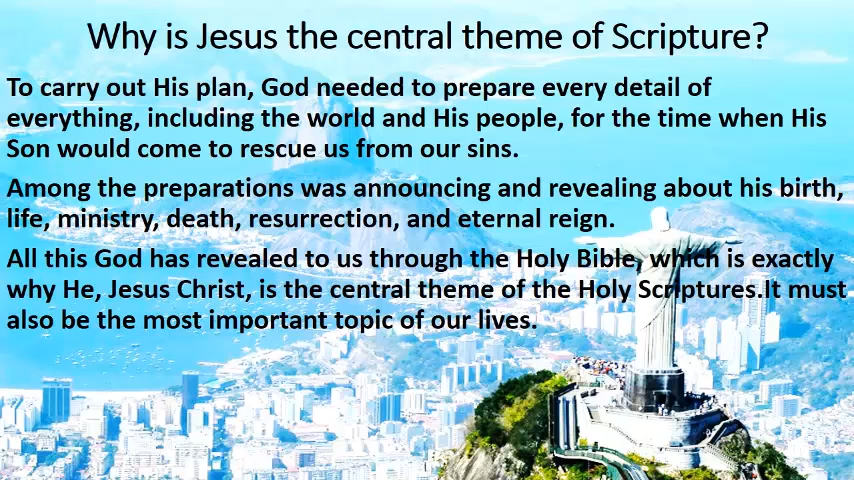 Why is Jesus the central theme of Scripture?
To carry out His plan, God needed to prepare every detail of
everything, including the world and His people, for the time when His
Son would come to rescue us from our sins.
Among the preparations was announcing and revealing about his birth,
life, ministry, death, resurrection, and eternal reign.
All this God has revealed to us through the Holy Bible, which is exactly
why He, Jesus Christ, is the central theme of the Holy Scriptures.It must
also be the most important topic of our lives.